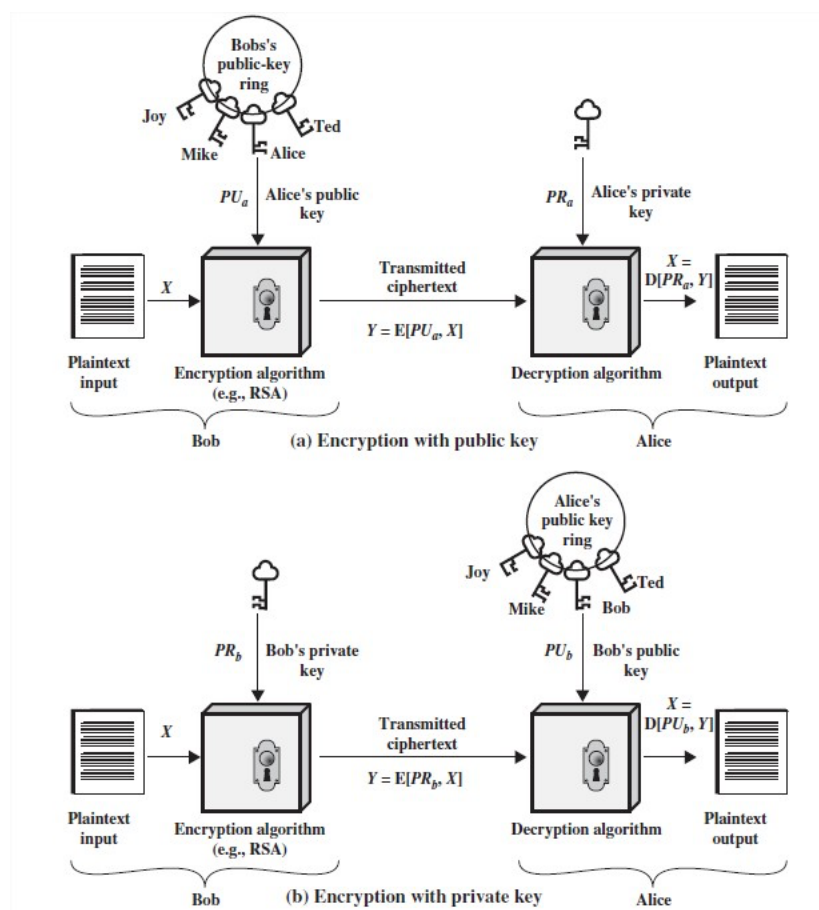 Bobs's
public-key
ring
Joy
Ted
Mike
Alice
PUa
Alice's public
key
PRa
Alice's private
key
X
Transmitted
ciphertext
X =
D[PRa, Y]
Y = E[PUa, X]
Plaintext
input
Encryption algorithm
(e.g., RSA)
Decryption algorithm
Plaintext
output
Bob
(a) Encryption with public key
Alice
Alice's
public key
ring
Joy
Ted
Mike
Bob
PRb
Bob's private
key
PUb
Bob's public
key
X
Transmitted
ciphertext
X =
D[PUb, Y]
Y = E[PRb, X]
Plaintext
input
Encryption algorithm
(e.g., RSA)
Decryption algorithm
Plaintext
output
Bob
(b) Encryption with private key
Alice